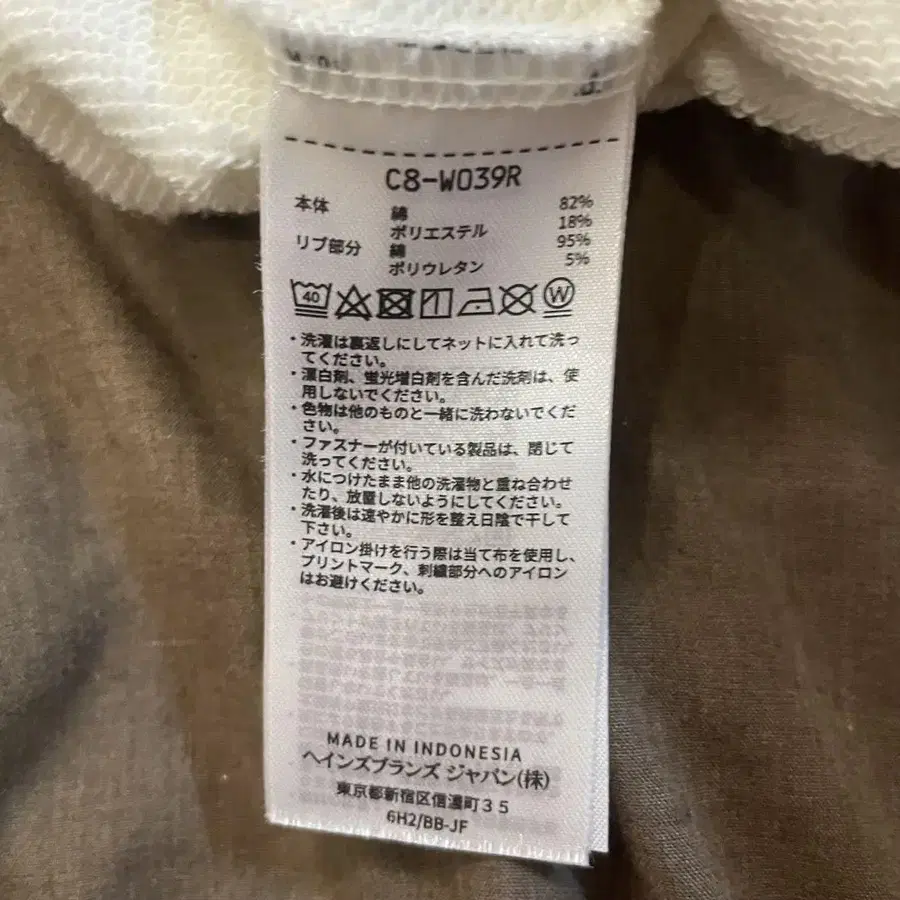 C8-W039R
本体 綿 82%
ポリエステル 18%
リブ部分 綿 95%
ポリウレタン 5%
40 W
・洗濯は裏返しにしてネットに入れて洗っ
てください。
・漂白剤、蛍光増白剤を含んだ洗剤は、使
用しないでください。
・色物は他のものと一緒に洗わないでくだ
さい。
・ファスナーが付いている製品は、閉じて
洗ってください。
・水につけたまま他の洗濯物と重ね合わせ
たり、放置しないようにしてください。
・洗濯後は速やかに形を整え日陰で干して
下さい。
・アイロン掛けを行う際は当て布を使用し、
プリントマーク、刺繍部分へのアイロン
はお避けください。
MADE IN INDONESIA
ヘインズブランズ ジャパン(株)
東京都新宿区信濃町35
6H2/BB-JF